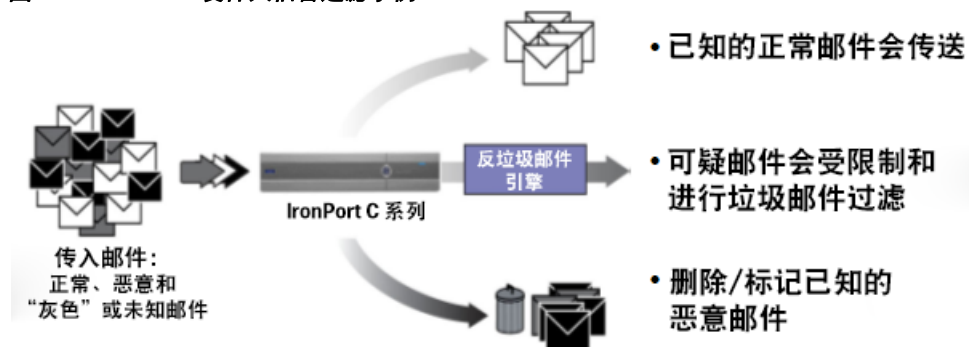 • 已知的正常邮件会传送
反垃圾邮件
引擎
• 可疑邮件会受限制和
进行垃圾邮件过滤
IronPort C 系列
传入邮件：
正常、恶意和
“灰色”或未知邮件
• 删除/标记已知的
恶意邮件